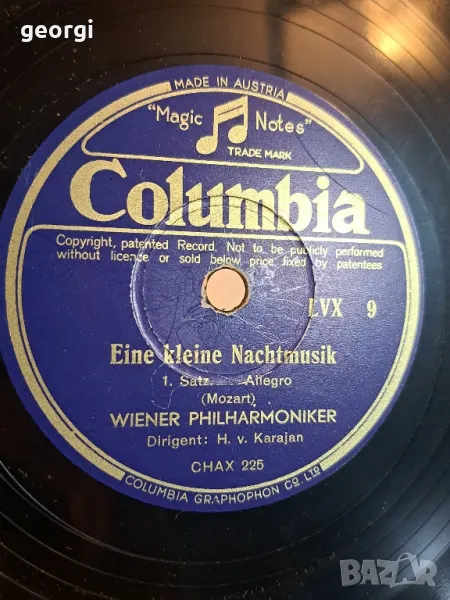 georgi
MADE IN AUSTRIA
"Magic Notes"
TRADE MARK
Columbia
Copyright, patented Record. Not to be publicly performed
without licence or sold below price fixed by patentees
LVX 9
Eine kleine Nachtmusik
1. Satz. . . . Allegro
(Mozart)
WIENER PHILHARMONIKER
Dirigent: H. v. Karajan
CHAX 225
COLUMBIA GRAPHOPHON CO. LTD
BAZAR